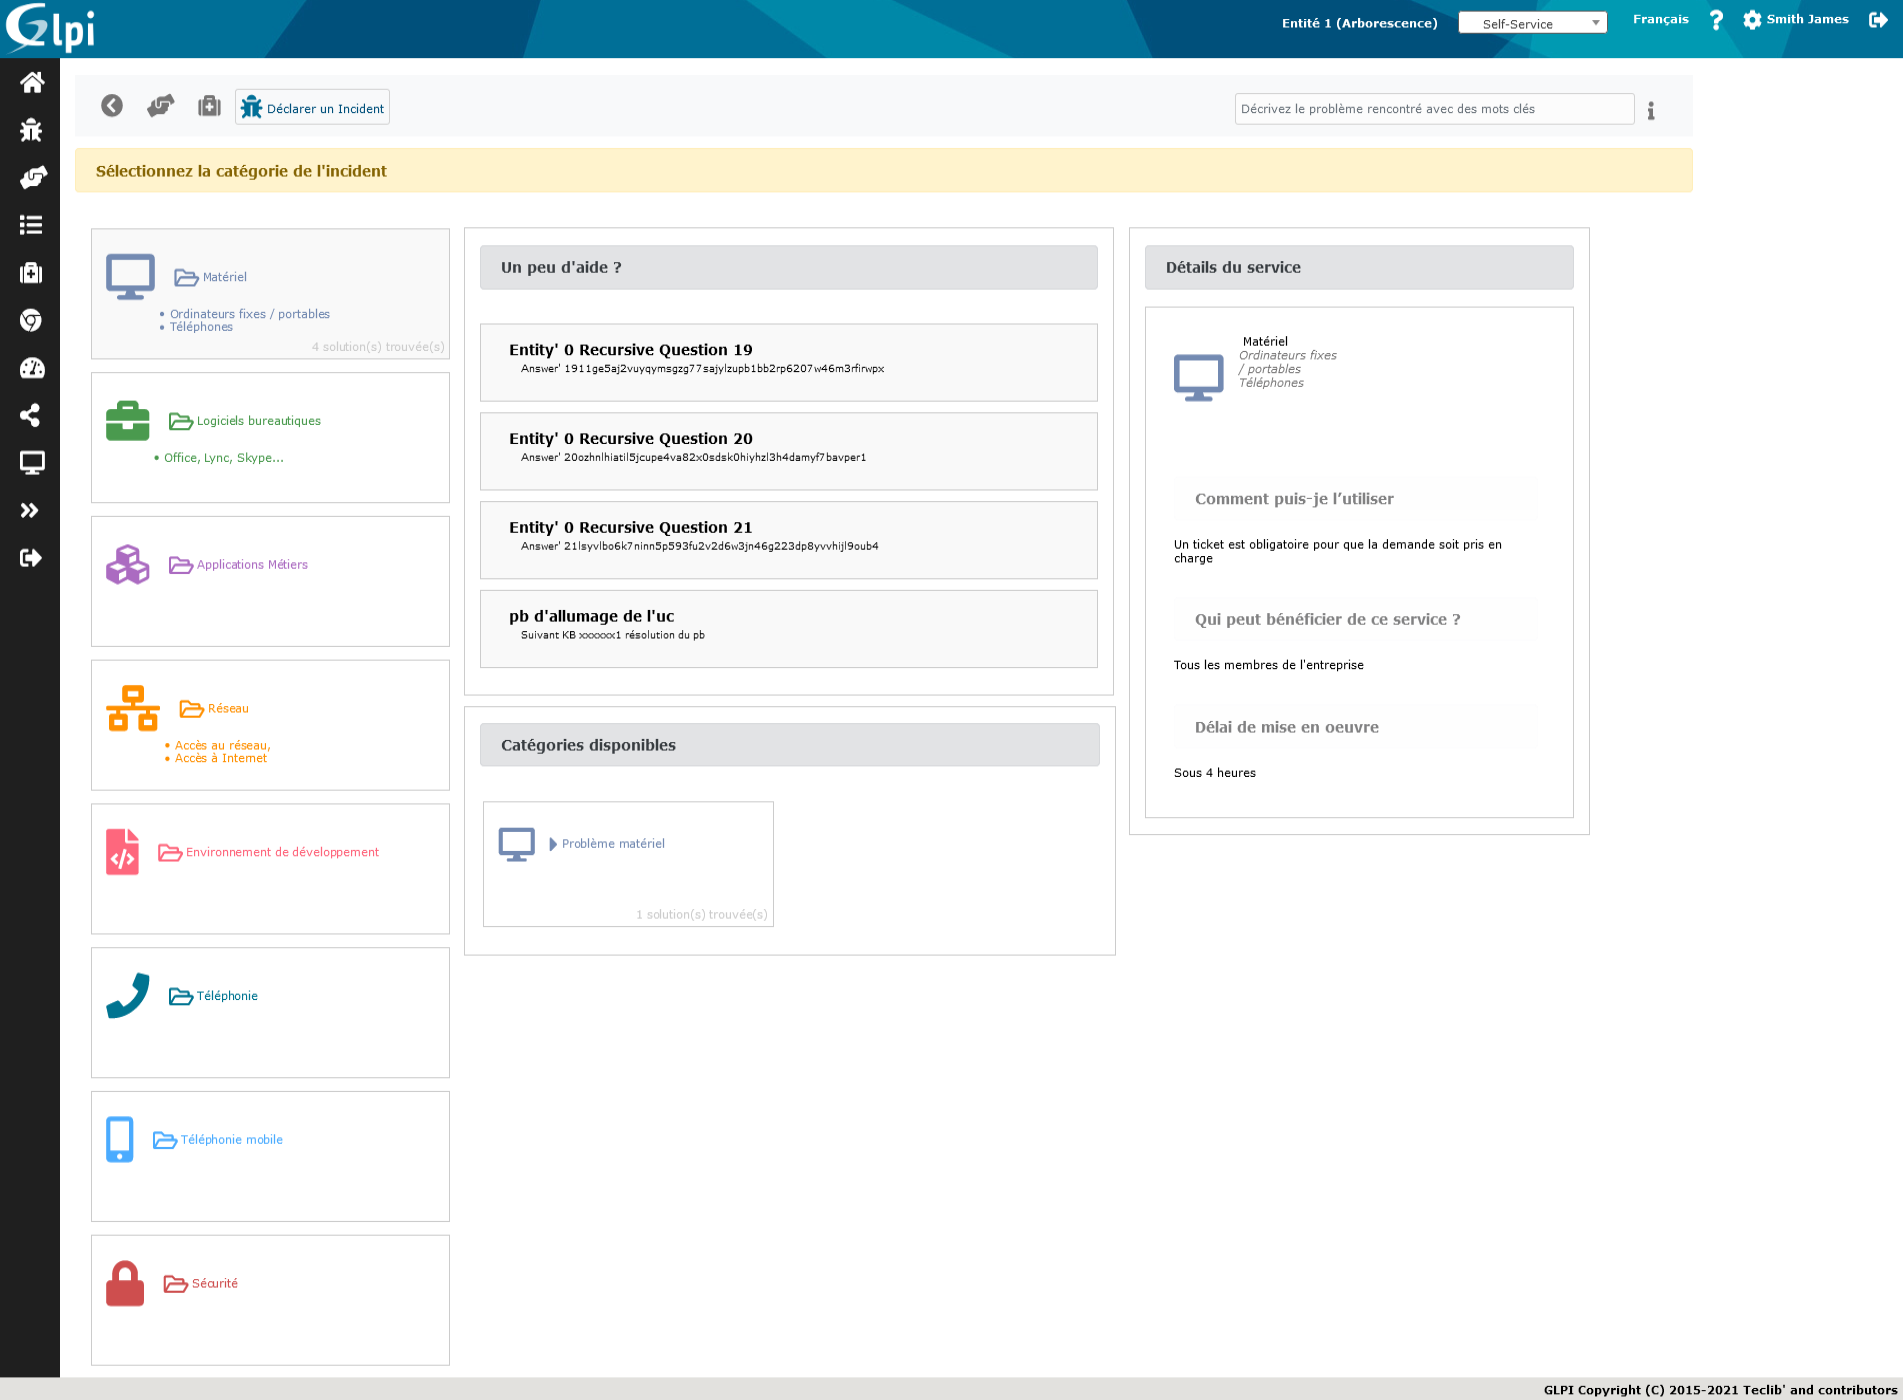 Glpi
Entité 1 (Arborescence)
Self-Service
Français
Smith James
Déclarer un Incident
Décrivez le problème rencontré avec des mots clés
Sélectionnez la catégorie de l'incident
Matériel
• Ordinateurs fixes / portables
• Téléphones
4 solution(s) trouvée(s)
Logiciels bureautiques
• Office, Lync, Skype...
Applications Métiers
Réseau
• Accès au réseau,
• Accès à Internet
Environnement de développement
Téléphonie
Téléphonie mobile
Sécurité
Un peu d'aide ?
Entity' 0 Recursive Question 19
Answer' 1911ge5aj2vuyqymsgzg77sajylzupb1bb2rp6207w46m3rfirwpx
Entity' 0 Recursive Question 20
Answer' 20ozhnlhiatil5jcupe4va82x0sdsk0hiyhzl3h4damyf7bavper1
Entity' 0 Recursive Question 21
Answer' 21lsyvlbo6k7ninn5p593fu2v2d6w3jn46g223dp8yvvhijl9oub4
pb d'allumage de l'uc
Suivant KB xxxxxx1 résolution du pb
Catégories disponibles
Problème matériel
1 solution(s) trouvée(s)
Détails du service
Matériel
Ordinateurs fixes
/ portables
Téléphones
Comment puis-je l’utiliser
Un ticket est obligatoire pour que la demande soit pris en
charge
Qui peut bénéficier de ce service ?
Tous les membres de l'entreprise
Délai de mise en oeuvre
Sous 4 heures
GLPI Copyright (C) 2015-2021 Teclib' and contributors